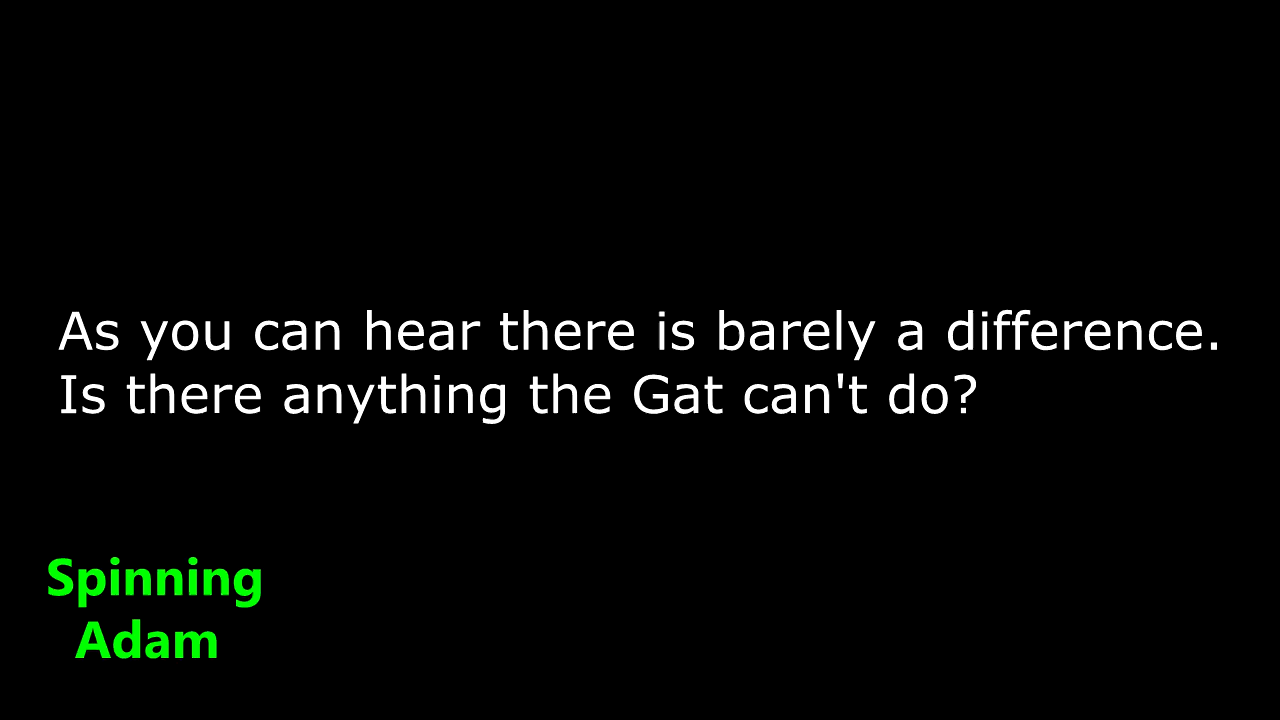 As you can hear there is barely a difference.
Is there anything the Gat can't do?
Spinning
Adam